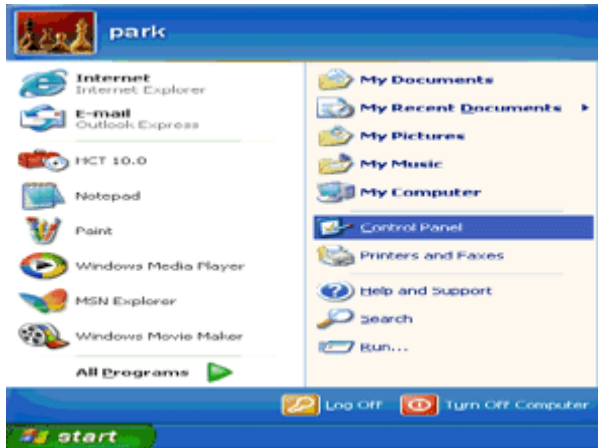 park
Internet
Internet Explorer
E-mail
Outlook Express
HCT 10.0
Notepad
Paint
Windows Media Player
MSN Explorer
Windows Movie Maker
All Programs
My Documents
My Recent Documents
My Pictures
My Music
My Computer
Control Panel
Printers and Faxes
Help and Support
Search
Run...
Log Off
Turn Off Computer
start